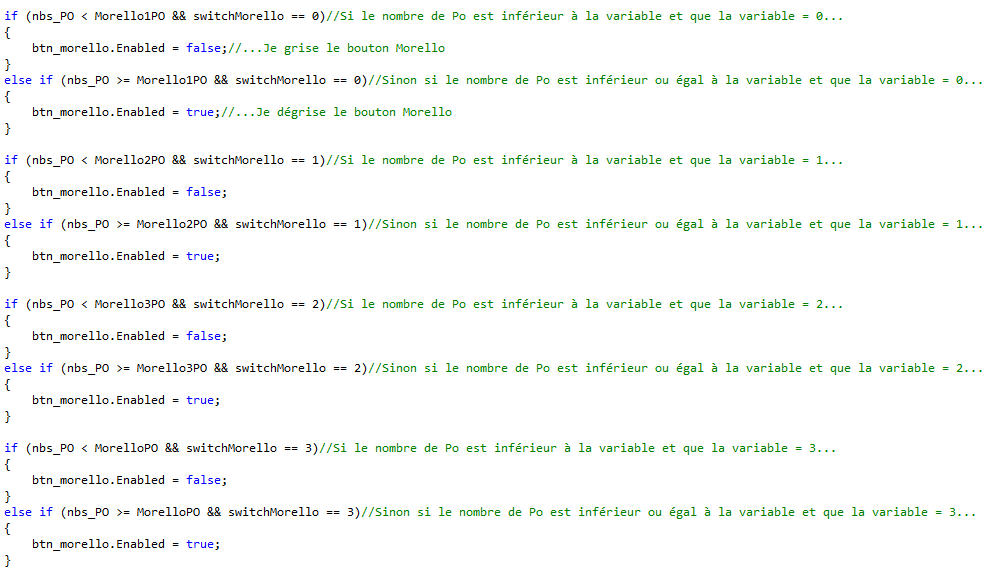 if (nbs_PO < Morello1PO && switchMorello == 0)//Si le nombre de Po est inférieur à la variable et que la variable = 0...
{
    btn_morello.Enabled = false;//...Je grise le bouton Morello
}
else if (nbs_PO >= Morello1PO && switchMorello == 0)//Sinon si le nombre de Po est inférieur ou égal à la variable et que la variable = 0...
{
    btn_morello.Enabled = true;//...Je dégrise le bouton Morello
}

if (nbs_PO < Morello2PO && switchMorello == 1)//Si le nombre de Po est inférieur à la variable et que la variable = 1...
{
    btn_morello.Enabled = false;
}
else if (nbs_PO >= Morello2PO && switchMorello == 1)//Sinon si le nombre de Po est inférieur ou égal à la variable et que la variable = 1...
{
    btn_morello.Enabled = true;
}

if (nbs_PO < Morello3PO && switchMorello == 2)//Si le nombre de Po est inférieur à la variable et que la variable = 2...
{
    btn_morello.Enabled = false;
}
else if (nbs_PO >= Morello3PO && switchMorello == 2)//Sinon si le nombre de Po est inférieur ou égal à la variable et que la variable = 2...
{
    btn_morello.Enabled = true;
}

if (nbs_PO < MorelloPO && switchMorello == 3)//Si le nombre de Po est inférieur à la variable et que la variable = 3...
{
    btn_morello.Enabled = false;
}
else if (nbs_PO >= MorelloPO && switchMorello == 3)//Sinon si le nombre de Po est inférieur ou égal à la variable et que la variable = 3...
{
    btn_morello.Enabled = true;
}